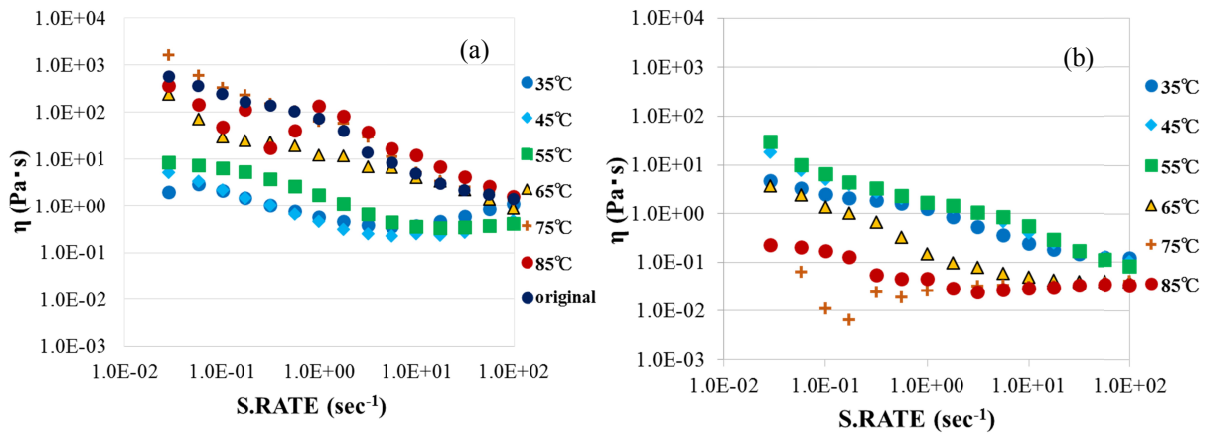 (a)
η (Pa·s)
1.0E+04
1.0E+03
1.0E+02
1.0E+01
1.0E+00
1.0E-01
1.0E-02
1.0E-03
1.0E-02
1.0E-01
1.0E+00
1.0E+01
1.0E+02
S.RATE (sec⁻¹)
35℃
45℃
55℃
65℃
75℃
85℃
original
(b)
η (Pa·s)
1.0E+04
1.0E+03
1.0E+02
1.0E+01
1.0E+00
1.0E-01
1.0E-02
1.0E-03
1.0E-02
1.0E-01
1.0E+00
1.0E+01
1.0E+02
S.RATE (sec⁻¹)
35℃
45℃
55℃
65℃
75℃
85℃